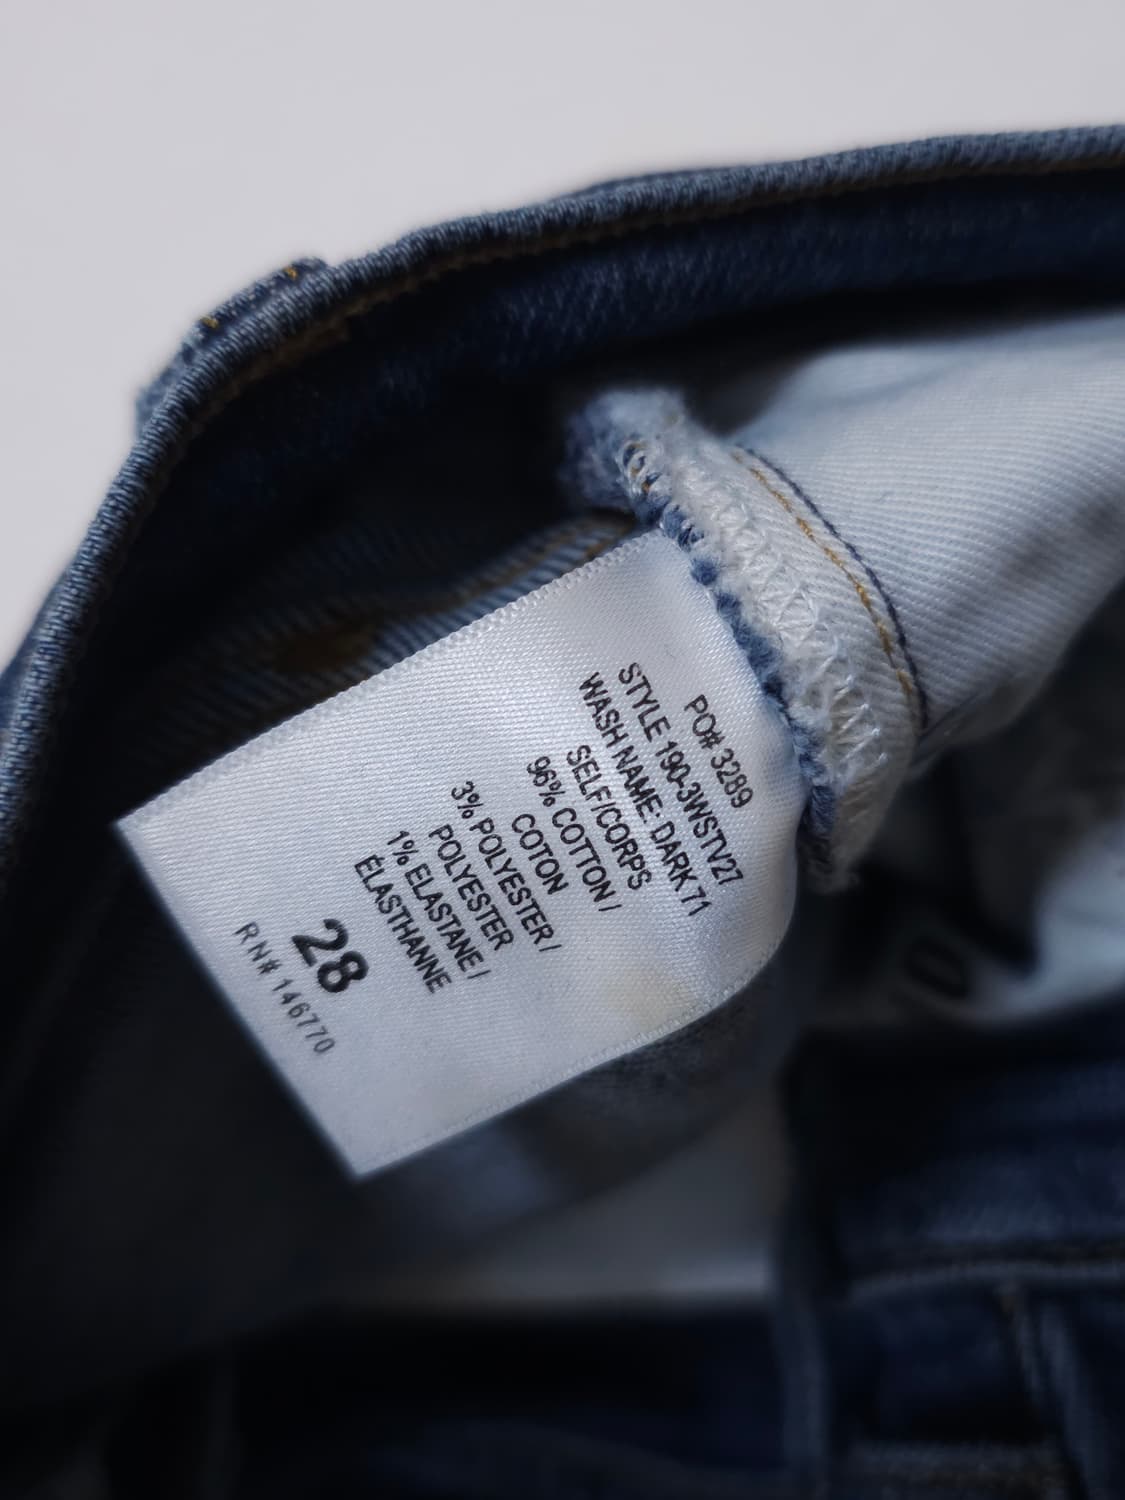 PO# 3289
STYLE 190-3WSTV27
WASH NAME: DARK 71
SELF/CORPS
96% COTTON /
COTON
3% POLYESTER /
POLYESTER
1% ELASTANE /
ÉLASTHANNE
28
RN# 146770